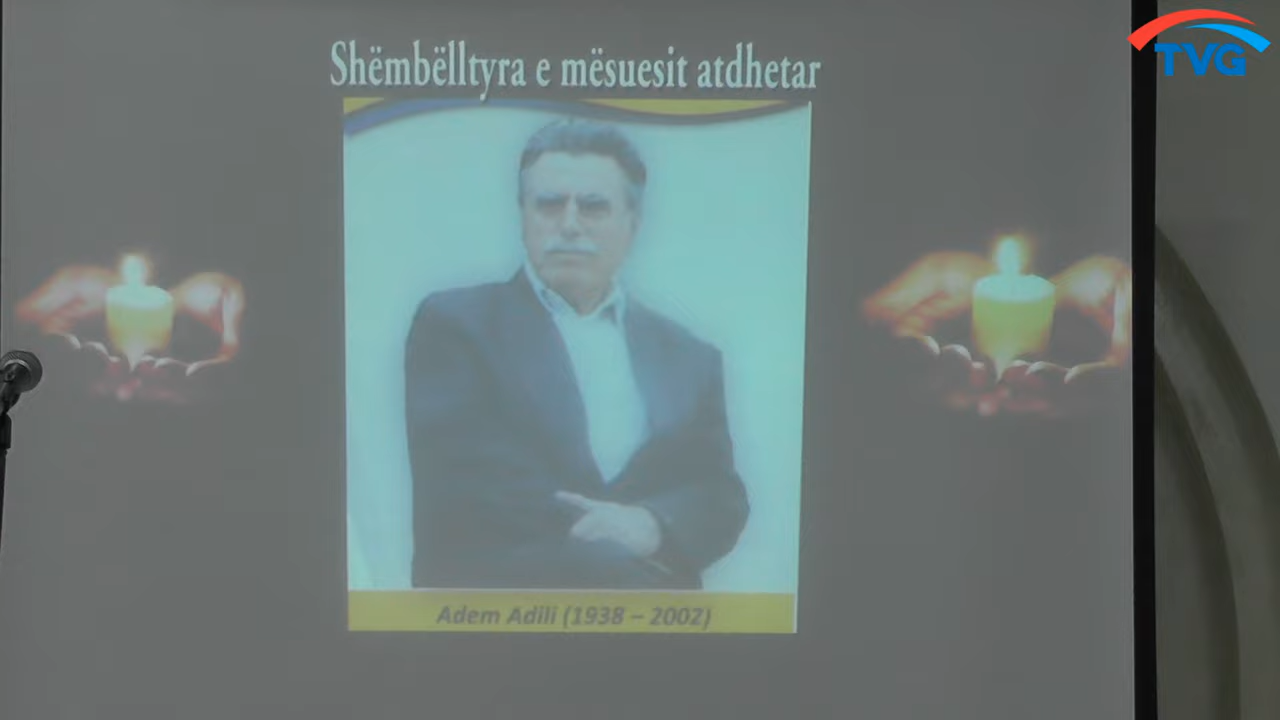 TVG
Shëmbëlltyra e mësuesit atdhetar
Adem Adili (1938 – 2002)